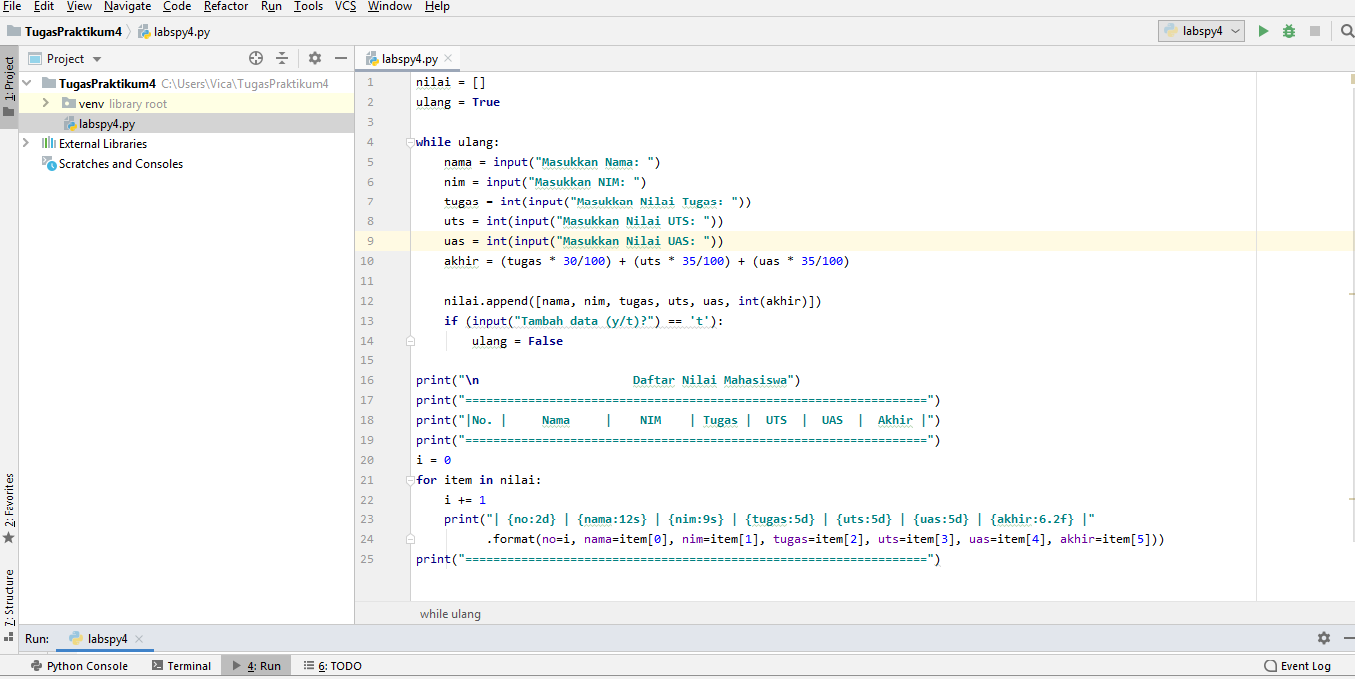 File Edit View Navigate Code Refactor Run Tools VCS Window Help
TugasPraktikum4 labspy4.py labspy4
1: Project
Project
labspy4.py
TugasPraktikum4 C:\Users\Vica\TugasPraktikum4
venv library root
labspy4.py
External Libraries
Scratches and Consoles
1 nilai = []
2 ulang = True
3
4 while ulang:
5     nama = input("Masukkan Nama: ")
6     nim = input("Masukkan NIM: ")
7     tugas = int(input("Masukkan Nilai Tugas: "))
8     uts = int(input("Masukkan Nilai UTS: "))
9     uas = int(input("Masukkan Nilai UAS: "))
10     akhir = (tugas * 30/100) + (uts * 35/100) + (uas * 35/100)
11
12     nilai.append([nama, nim, tugas, uts, uas, int(akhir)])
13     if (input("Tambah data (y/t)?") == 't'):
14         ulang = False
15
16 print("\n                      Daftar Nilai Mahasiswa")
17 print("==================================================================")
18 print("|No. |     Nama     |    NIM    | Tugas |  UTS  |  UAS  |  Akhir |")
19 print("==================================================================")
20 i = 0
21 for item in nilai:
22     i += 1
23     print("| {no:2d} | {nama:12s} | {nim:9s} | {tugas:5d} | {uts:5d} | {uas:5d} | {akhir:6.2f} |"
24           .format(no=i, nama=item[0], nim=item[1], tugas=item[2], uts=item[3], uas=item[4], akhir=item[5]))
25 print("==================================================================")
while ulang
2: Favorites
7: Structure
Run: labspy4
Python Console Terminal 4: Run 6: TODO Event Log